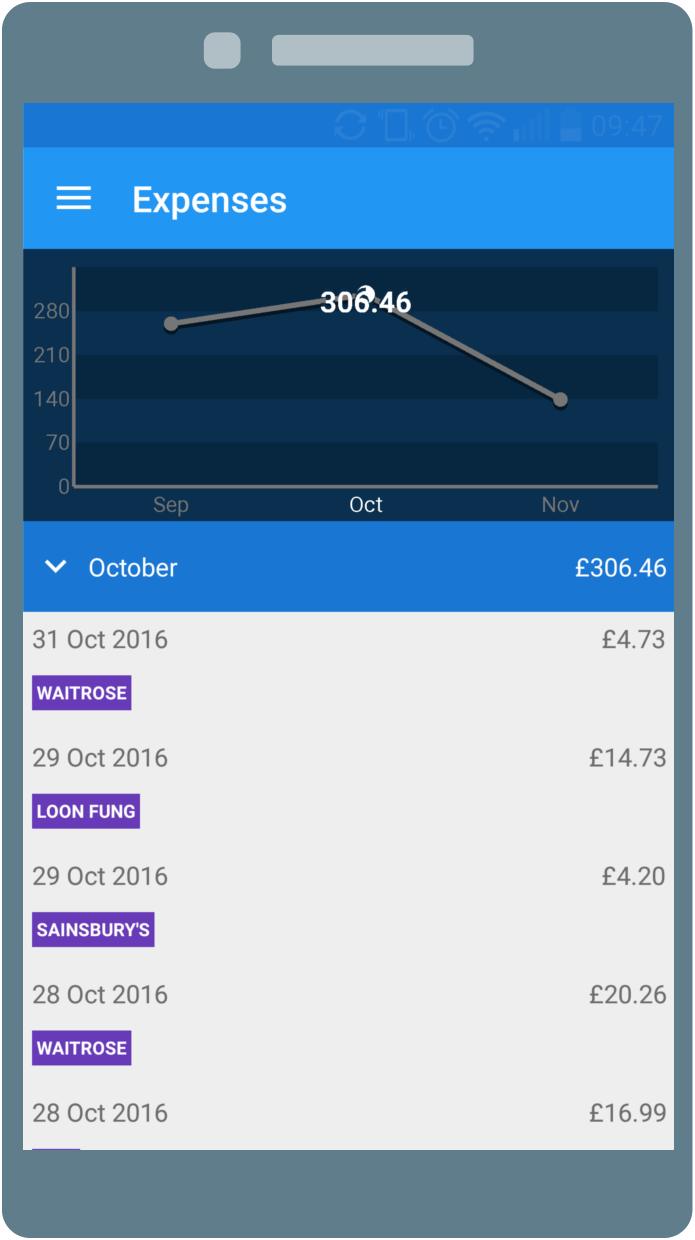 09:47
Expenses
306.46
280
210
140
70
0
Sep Oct Nov
October £306.46
31 Oct 2016 £4.73
WAITROSE
29 Oct 2016 £14.73
LOON FUNG
29 Oct 2016 £4.20
SAINSBURY'S
28 Oct 2016 £20.26
WAITROSE
28 Oct 2016 £16.99